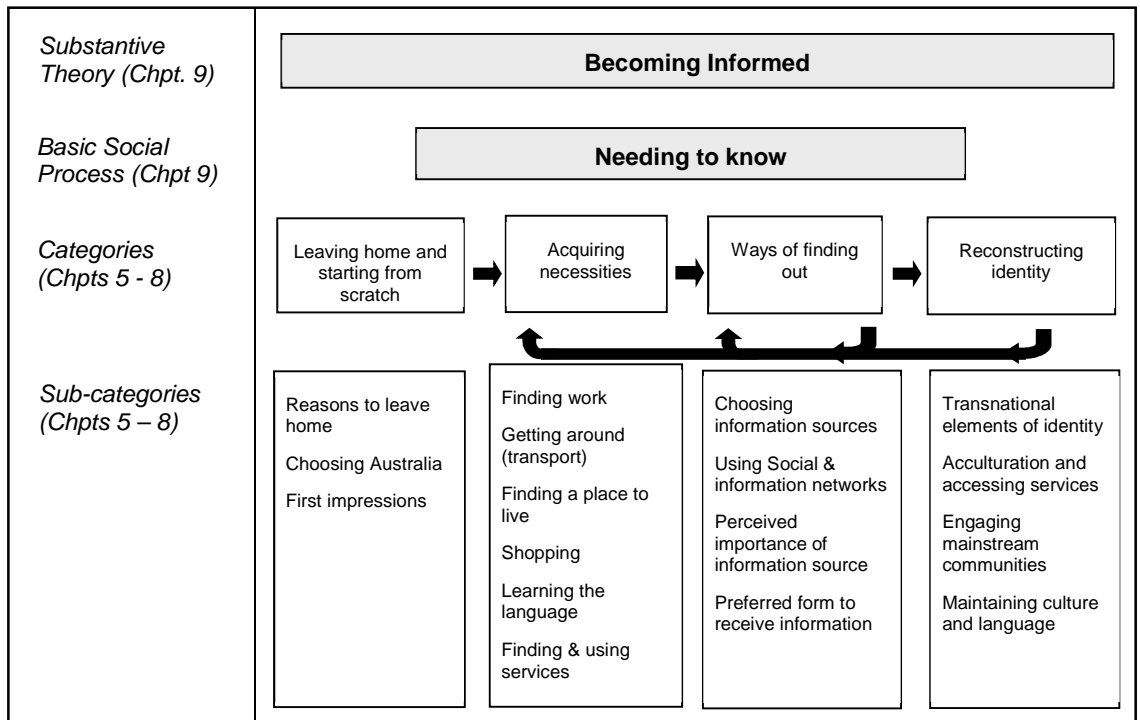 Substantive
Theory (Chpt. 9)
Becoming Informed
Basic Social
Process (Chpt 9)
Needing to know
Categories
(Chpts 5 - 8)
Leaving home and
starting from
scratch
Acquiring
necessities
Ways of finding
out
Reconstructing
identity
Sub-categories
(Chpts 5 – 8)
Reasons to leave
home
Choosing Australia
First impressions
Finding work
Getting around
(transport)
Finding a place to
live
Shopping
Learning the
language
Finding & using
services
Choosing
information sources
Using Social &
information networks
Perceived
importance of
information source
Preferred form to
receive information
Transnational
elements of identity
Acculturation and
accessing services
Engaging
mainstream
communities
Maintaining culture
and language